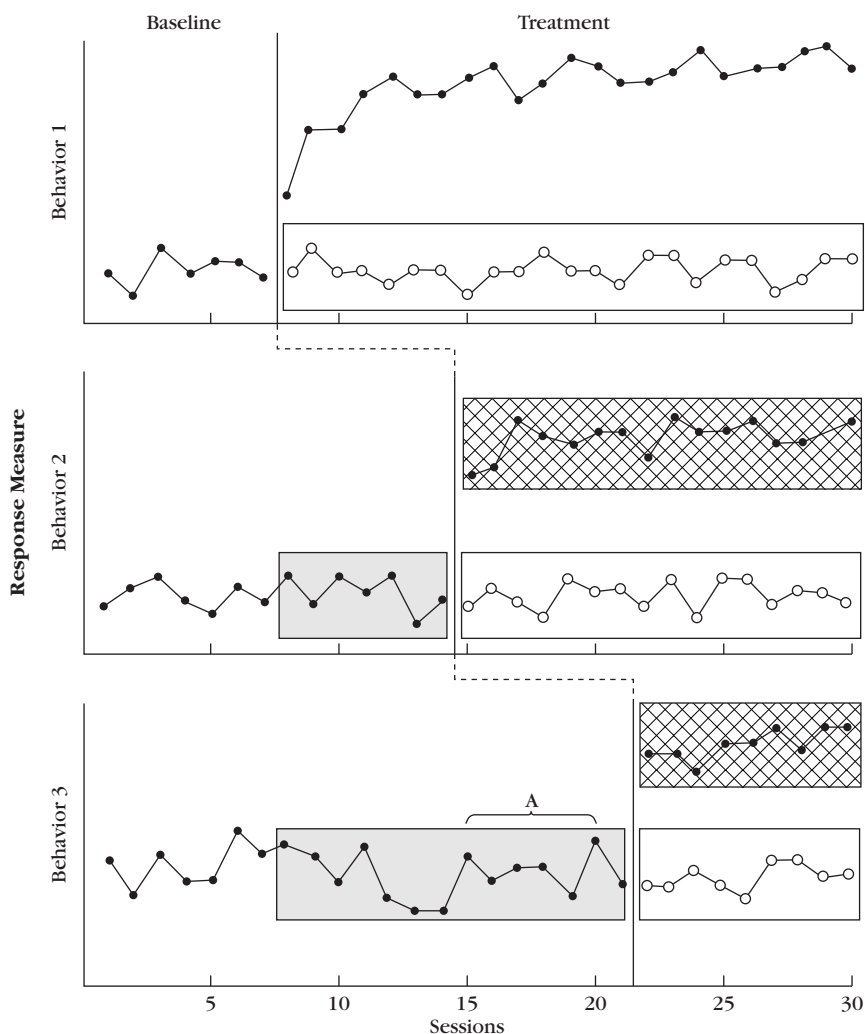 Baseline Treatment
Behavior 1
Response Measure
Behavior 2
A
Behavior 3
5 10 15 20 25 30
Sessions